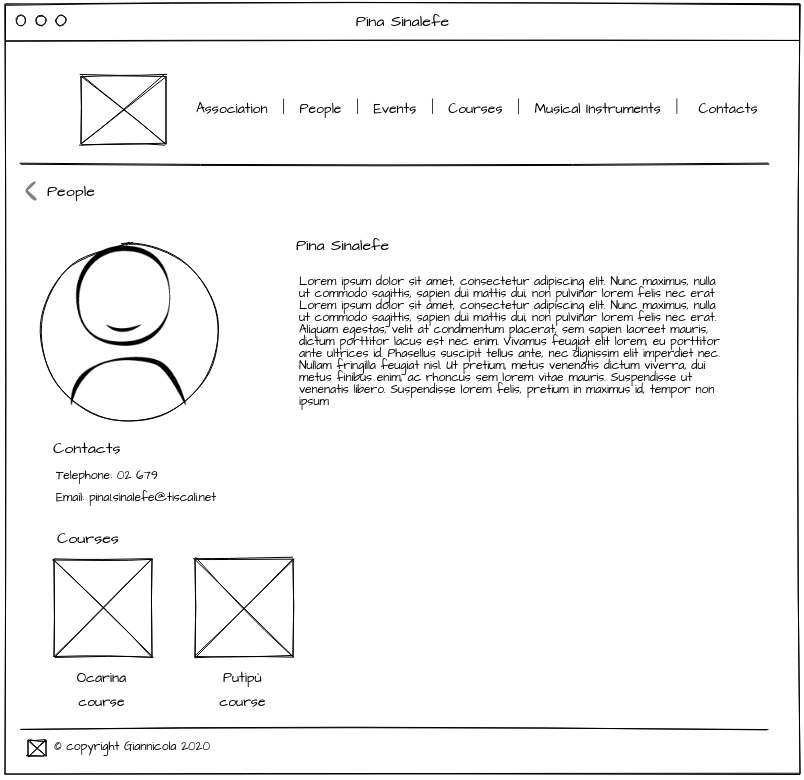 Pina Sinalefe
Association | People | Events | Courses | Musical Instruments | Contacts
People
Pina Sinalefe
Lorem ipsum dolor sit amet, consectetur adipiscing elit. Nunc maximus, nulla
ut commodo sagittis, sapien dui mattis dui, non pulvinar lorem felis nec erat
Lorem ipsum dolor sit amet, consectetur adipiscing elit. Nunc maximus, nulla
ut commodo sagittis, sapien dui mattis dui, non pulvinar lorem felis nec erat.
Aliquam egestas, velit at condimentum placerat, sem sapien laoreet mauris,
dictum porttitor lacus est nec enim. Vivamus feugiat elit lorem, eu porttitor
ante ultrices id. Phasellus suscipit tellus ante, nec dignissim elit imperdiet nec.
Nullam fringilla feugiat nisl. Ut pretium, metus venenatis dictum viverra, dui
metus finibus enim, ac rhoncus sem lorem vitae mauris. Suspendisse ut
venenatis libero. Suspendisse lorem felis, pretium in maximus id, tempor non
ipsum
Contacts
Telephone: 02 679
Email: pina.sinalefe@tiscali.net
Courses
Ocarina
course
Putipù
course
© copyright Giannicola 2020